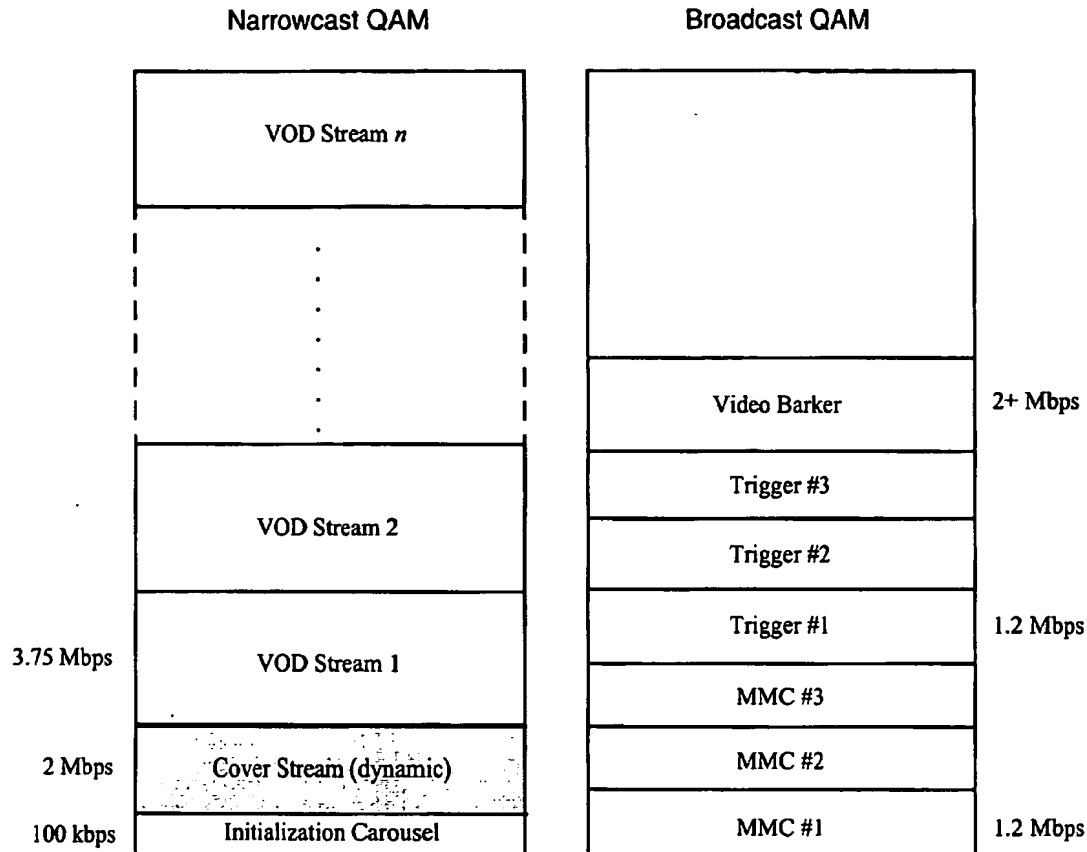 Narrowcast QAM
Broadcast QAM
VOD Stream n
Video Barker
2+ Mbps
Trigger #3
VOD Stream 2
Trigger #2
Trigger #1
1.2 Mbps
3.75 Mbps
VOD Stream 1
MMC #3
2 Mbps
Cover Stream (dynamic)
MMC #2
100 kbps
Initialization Carousel
MMC #1
1.2 Mbps